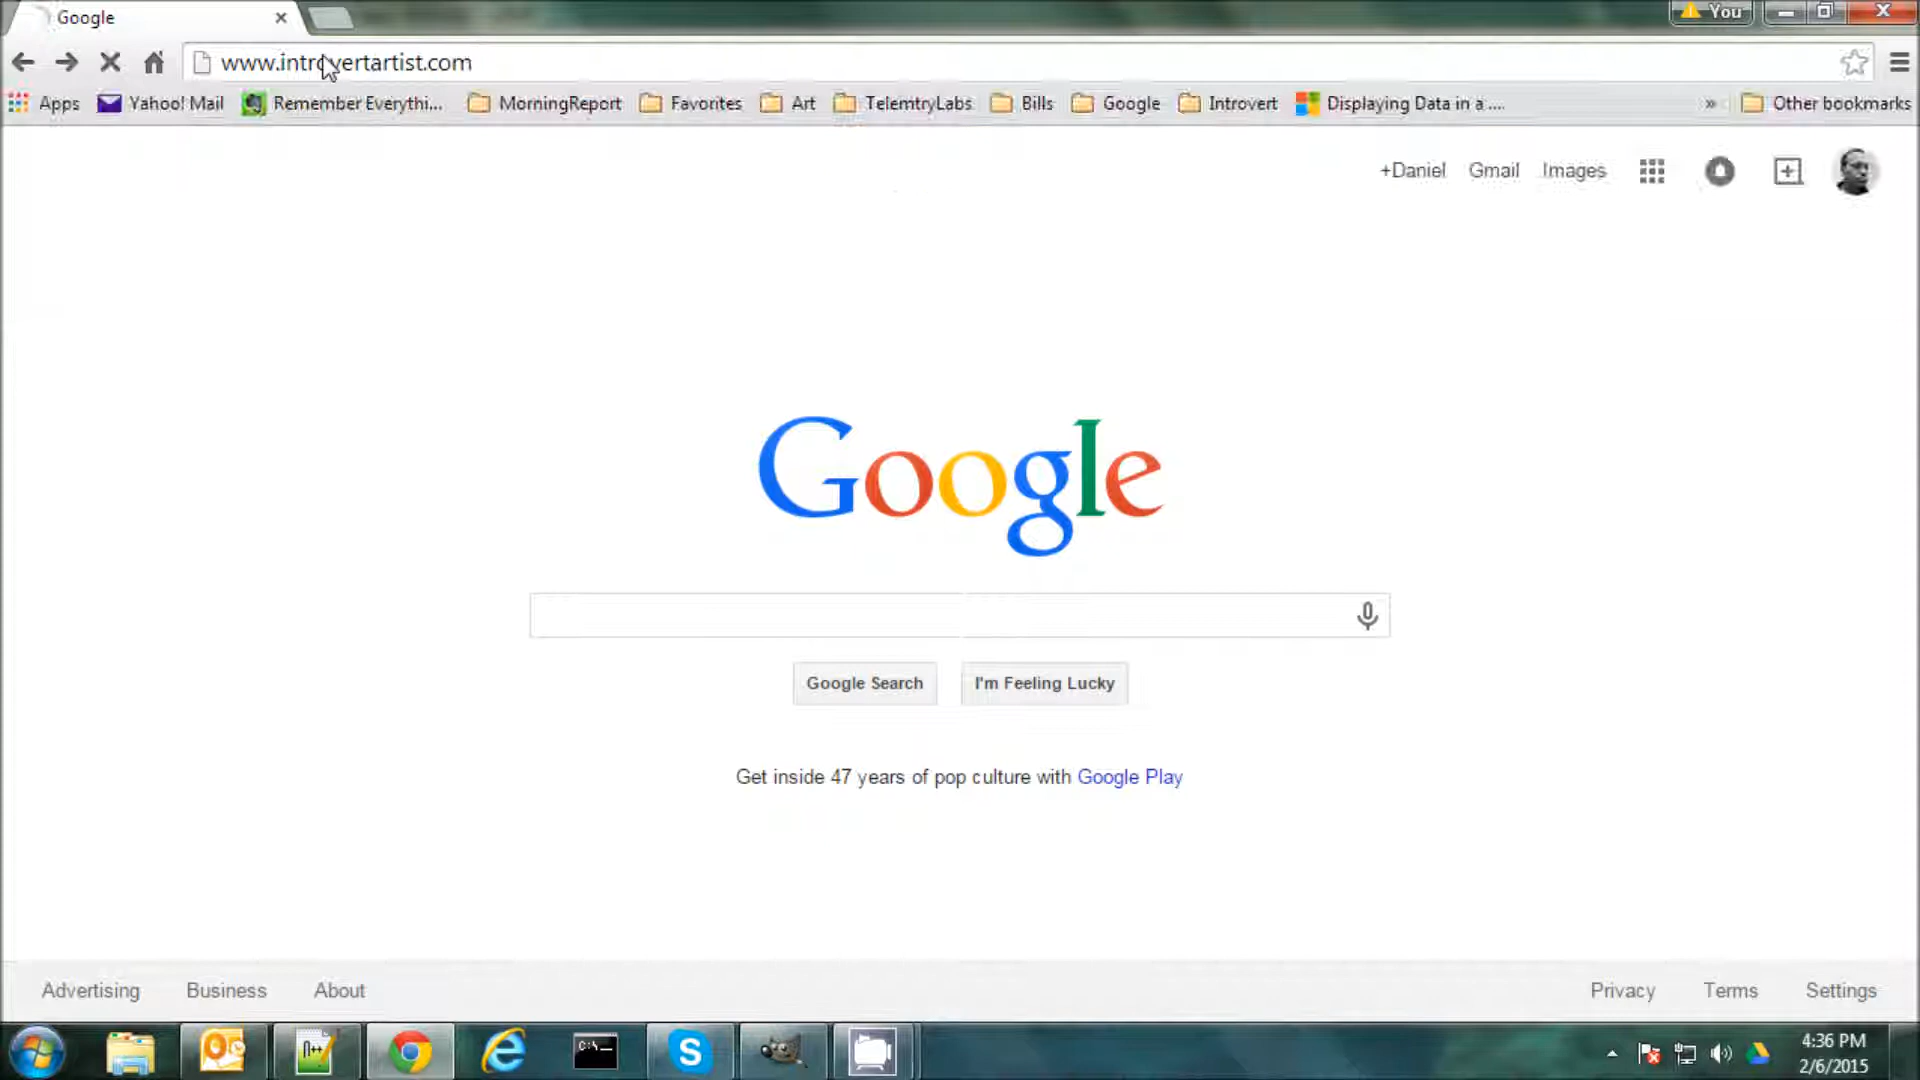 Google
You
www.introvertartist.com
Apps Yahoo! Mail Remember Everythi... MorningReport Favorites Art TelemtryLabs Bills Google Introvert Displaying Data in a .... » Other bookmarks
+Daniel Gmail Images
Google
Google Search I'm Feeling Lucky
Get inside 47 years of pop culture with Google Play
Advertising Business About Privacy Terms Settings
4:36 PM
2/6/2015